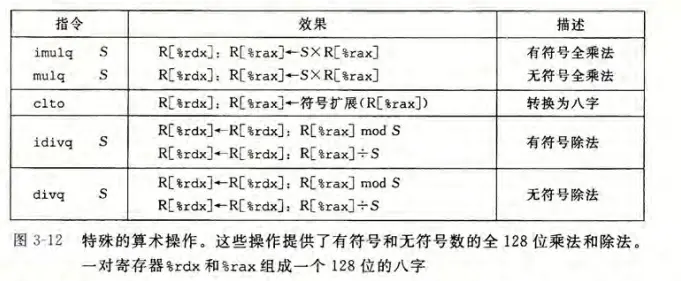 指令 效果 描述
imulq S R[%rdx]：R[%rax]←S×R[%rax] 有符号全乘法
mulq S R[%rdx]：R[%rax]←S×R[%rax] 无符号全乘法
clto R[%rdx]：R[%rax]←符号扩展(R[%rax]) 转换为八字
idivq S R[%rdx]←R[%rdx]：R[%rax] mod S 有符号除法
R[%rdx]←R[%rdx]：R[%rax]÷S
divq S R[%rdx]←R[%rdx]：R[%rax] mod S 无符号除法
R[%rdx]←R[%rdx]：R[%rax]÷S
图 3-12 特殊的算术操作。这些操作提供了有符号和无符号数的全 128 位乘法和除法。
一对寄存器%rdx 和%rax 组成一个 128 位的八字